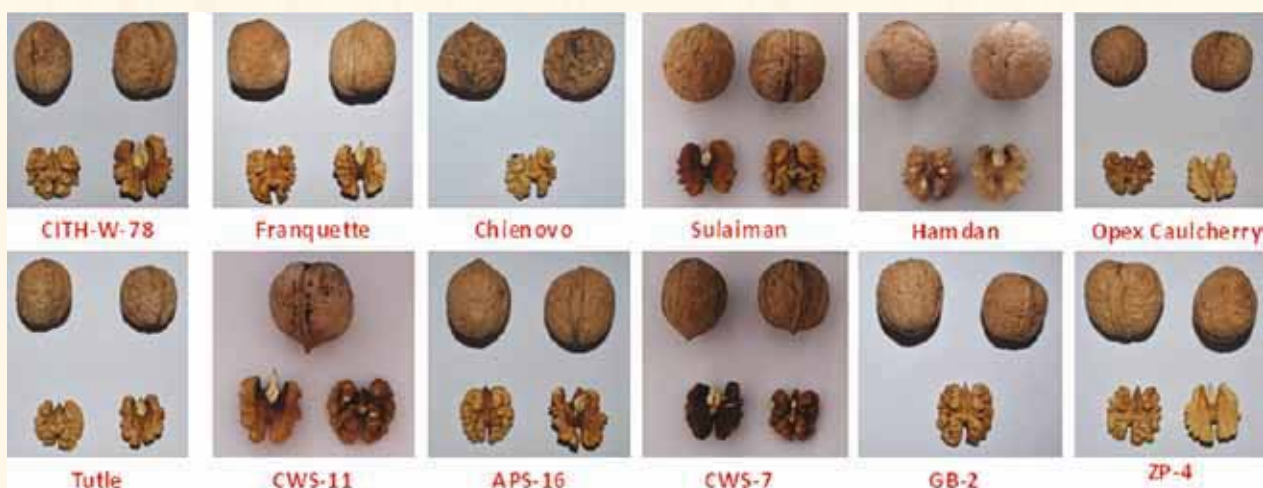 CITH-W-78 Franquette Chienovo Sulaiman Hamdan Opex Caulcherry
Tutle CWS-11 APS-16 CWS-7 GB-2 ZP-4